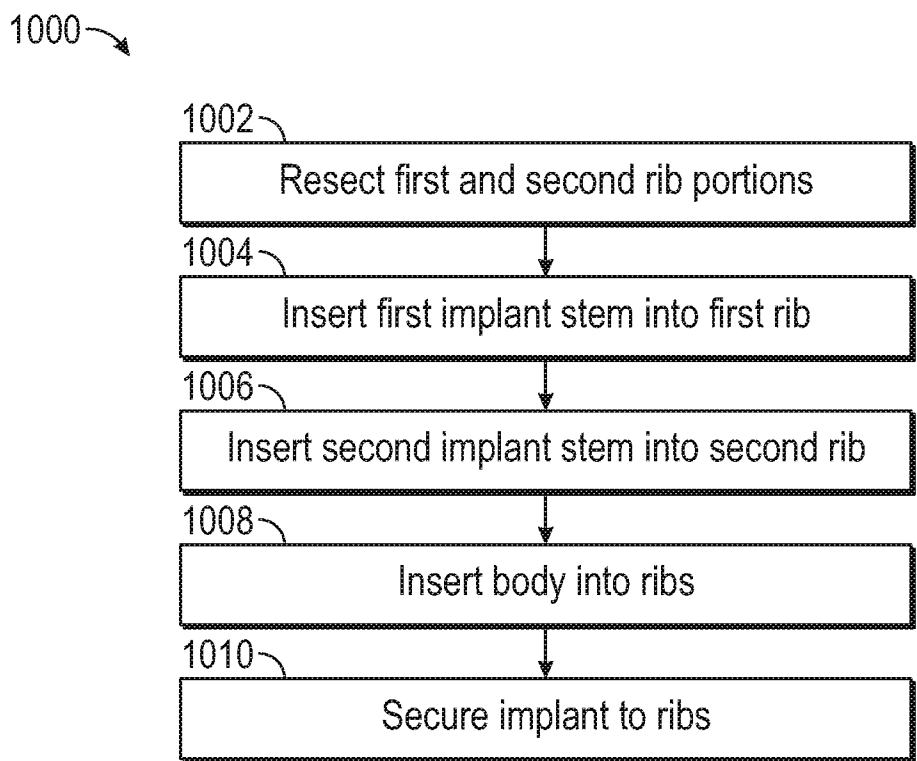 1000
1002
Resect first and second rib portions
1004
Insert first implant stem into first rib
1006
Insert second implant stem into second rib
1008
Insert body into ribs
1010
Secure implant to ribs